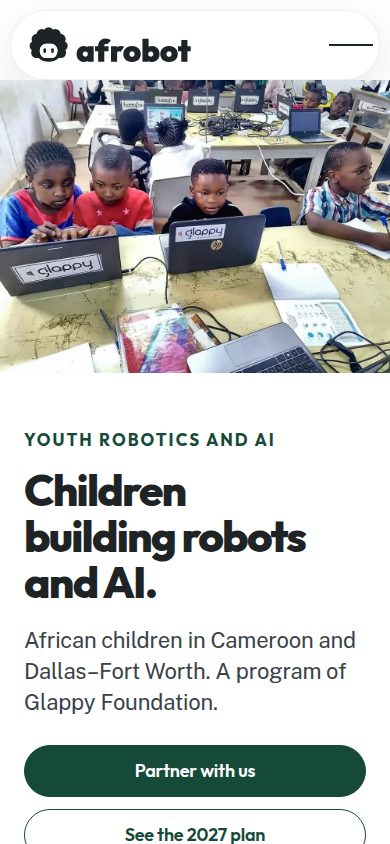 afrobot
glappy
glappy
hp
YOUTH ROBOTICS AND AI
Children
building robots
and AI.
African children in Cameroon and
Dallas–Fort Worth. A program of
Glappy Foundation.
Partner with us
See the 2027 plan